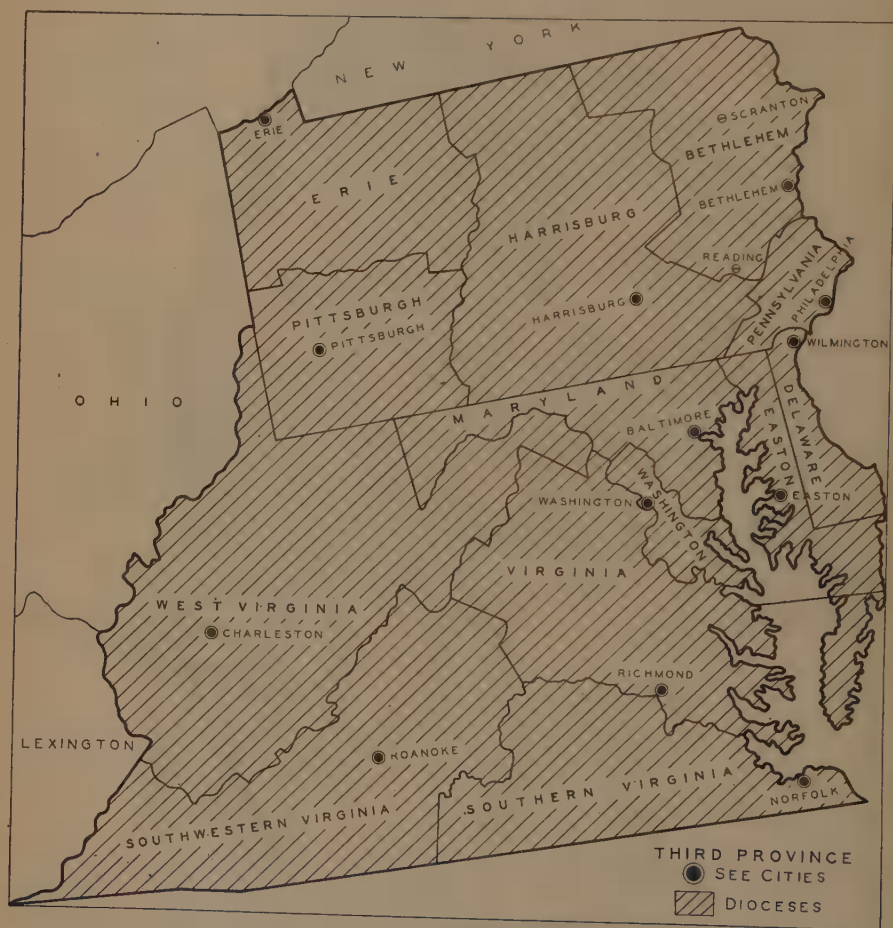 NEW YORK
ERIE
SCRANTON
BETHLEHEM
ERIE
BETHLEHEM
HARRISBURG
READING
PENNSYLVANIA
PHILADELPHIA
PITTSBURGH
HARRISBURG
PITTSBURGH
WILMINGTON
OHIO
MARYLAND
DELAWARE
EASTON
BALTIMORE
WASHINGTON
WASHINGTON
EASTON
VIRGINIA
WEST VIRGINIA
CHARLESTON
RICHMOND
LEXINGTON
ROANOKE
SOUTHERN VIRGINIA
NORFOLK
SOUTHWESTERN VIRGINIA
THIRD PROVINCE
SEE CITIES
DIOCESES